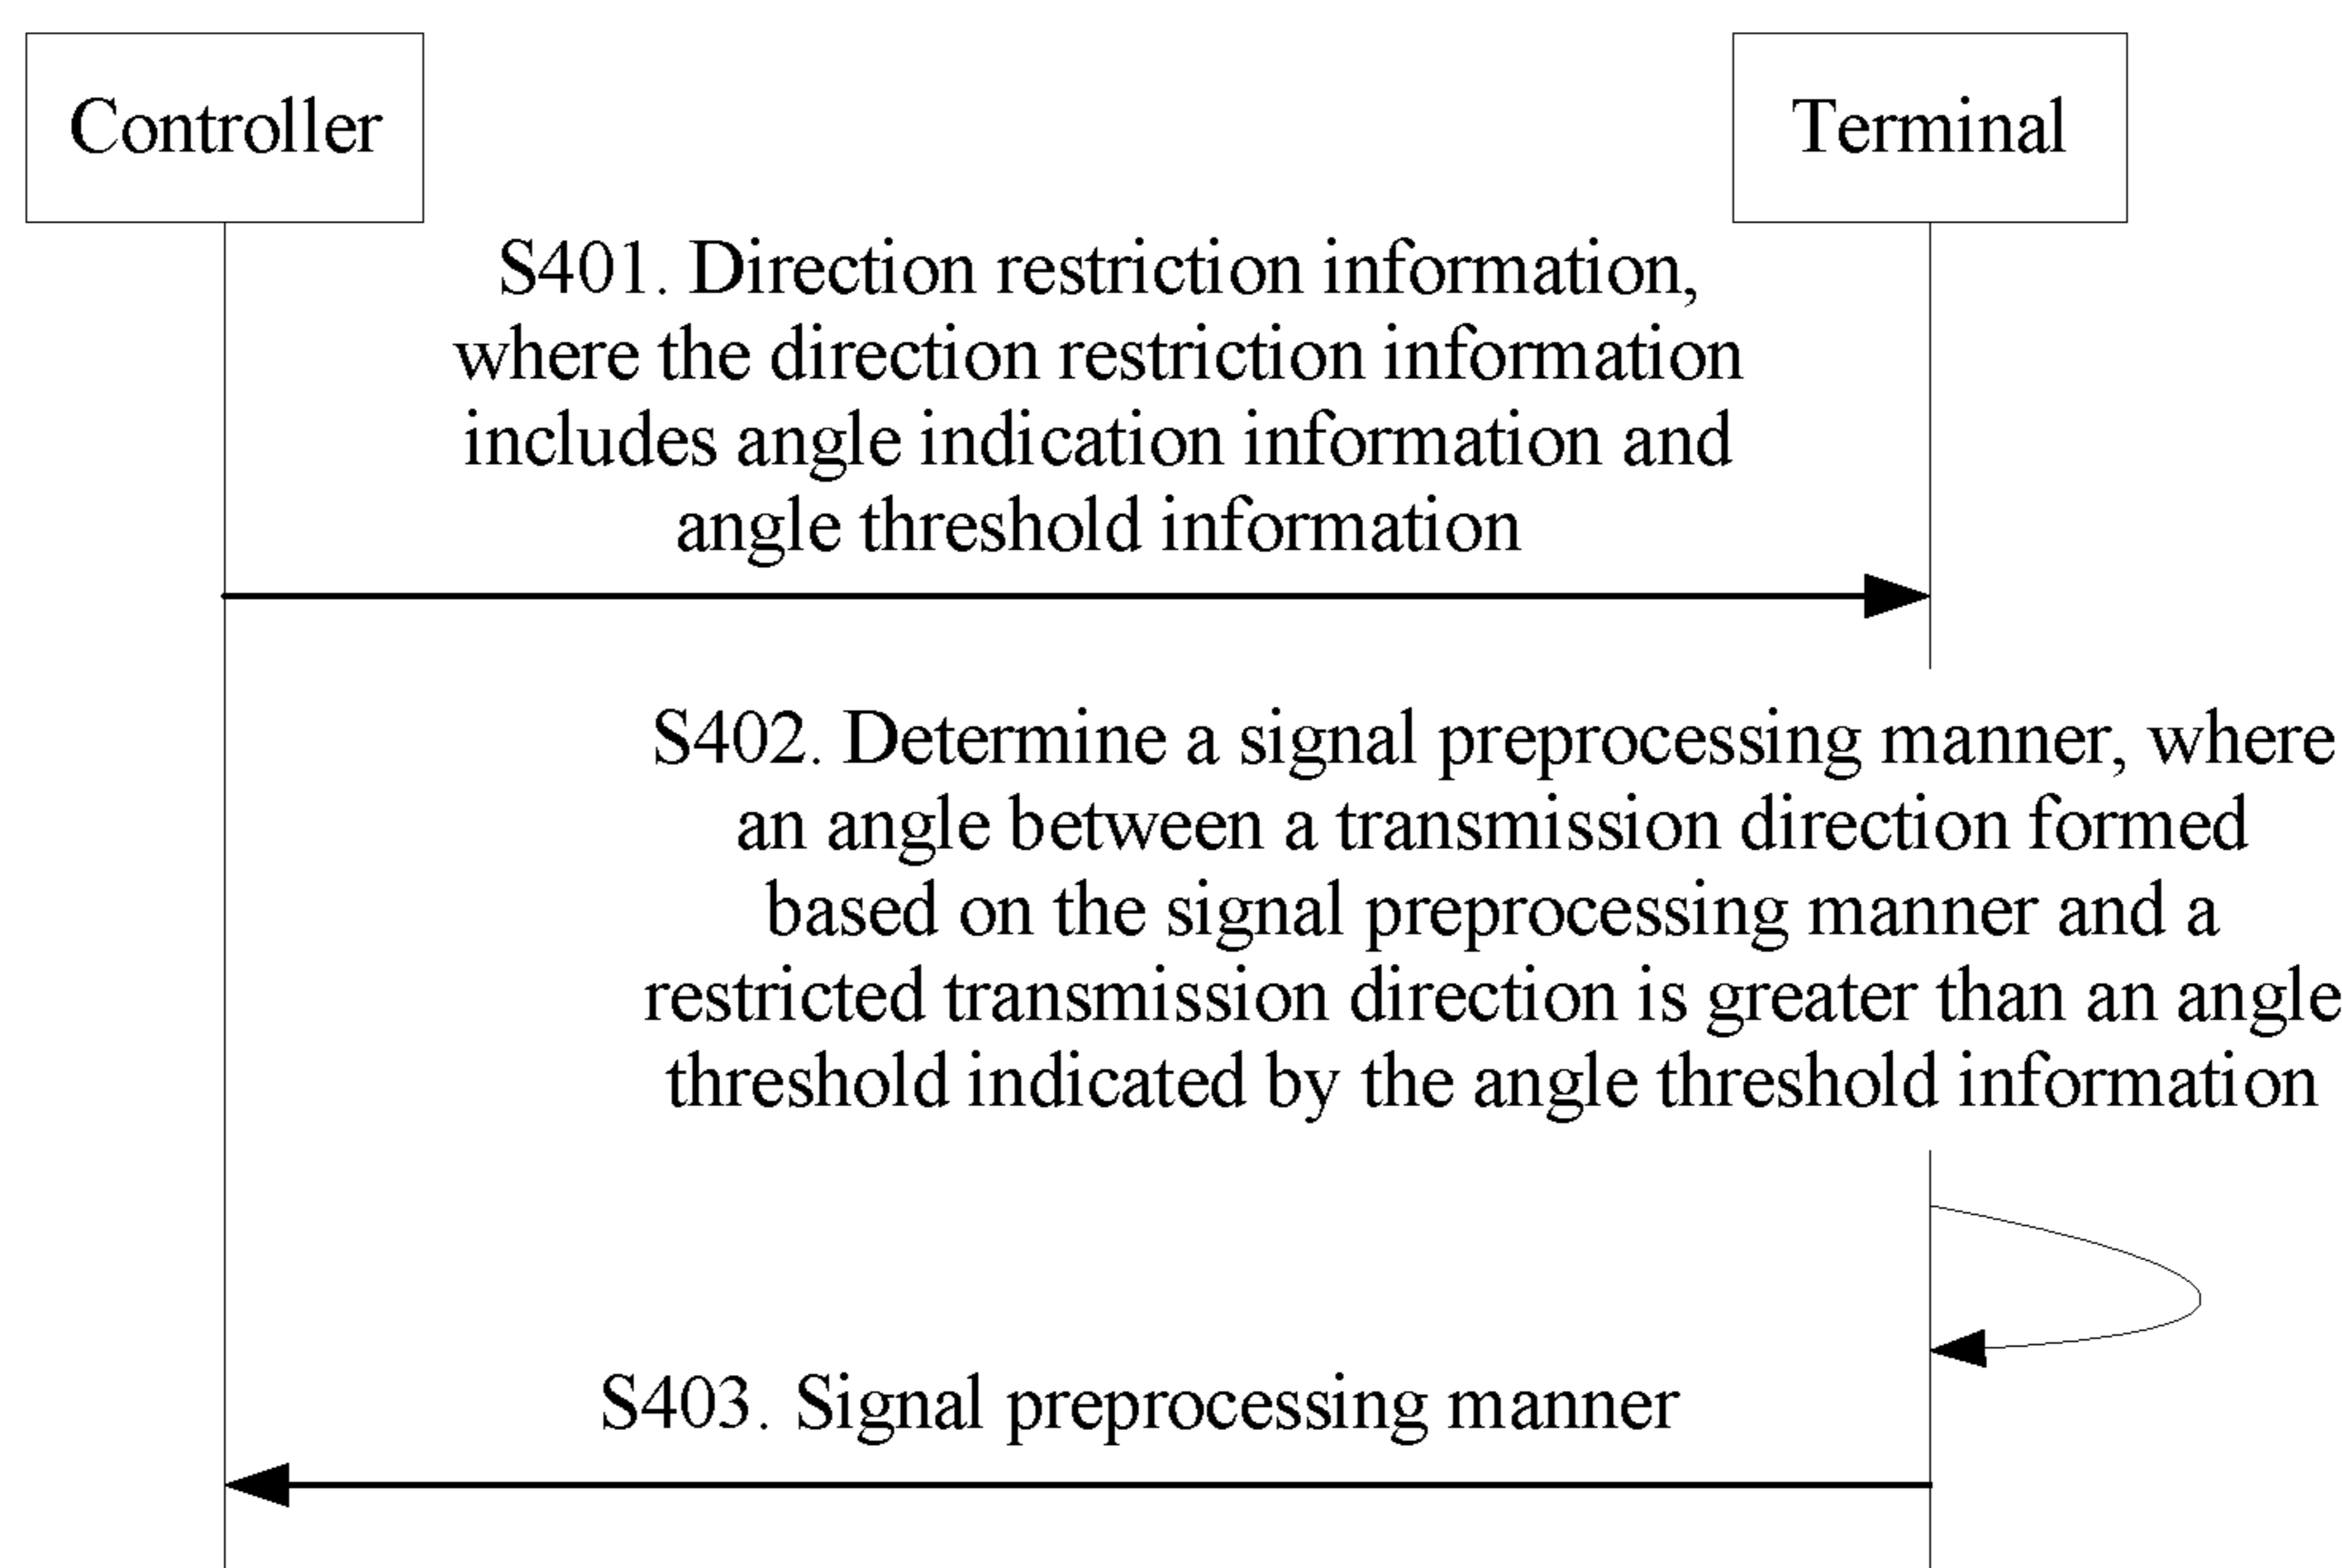 Controller
Terminal
S401. Direction restriction information,
where the direction restriction information
includes angle indication information and
angle threshold information
S402. Determine a signal preprocessing manner, where
an angle between a transmission direction formed
based on the signal preprocessing manner and a
restricted transmission direction is greater than an angle
threshold indicated by the angle threshold information
S403. Signal preprocessing manner